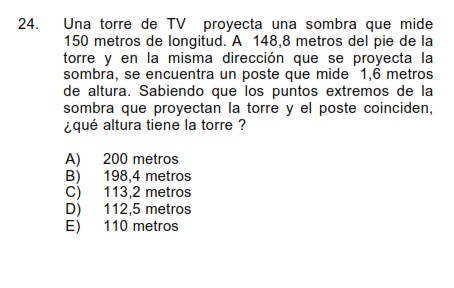 24. Una torre de TV proyecta una sombra que mide
150 metros de longitud. A 148,8 metros del pie de la
torre y en la misma dirección que se proyecta la
sombra, se encuentra un poste que mide 1,6 metros
de altura. Sabiendo que los puntos extremos de la
sombra que proyectan la torre y el poste coinciden,
¿qué altura tiene la torre ?
A) 200 metros
B) 198,4 metros
C) 113,2 metros
D) 112,5 metros
E) 110 metros